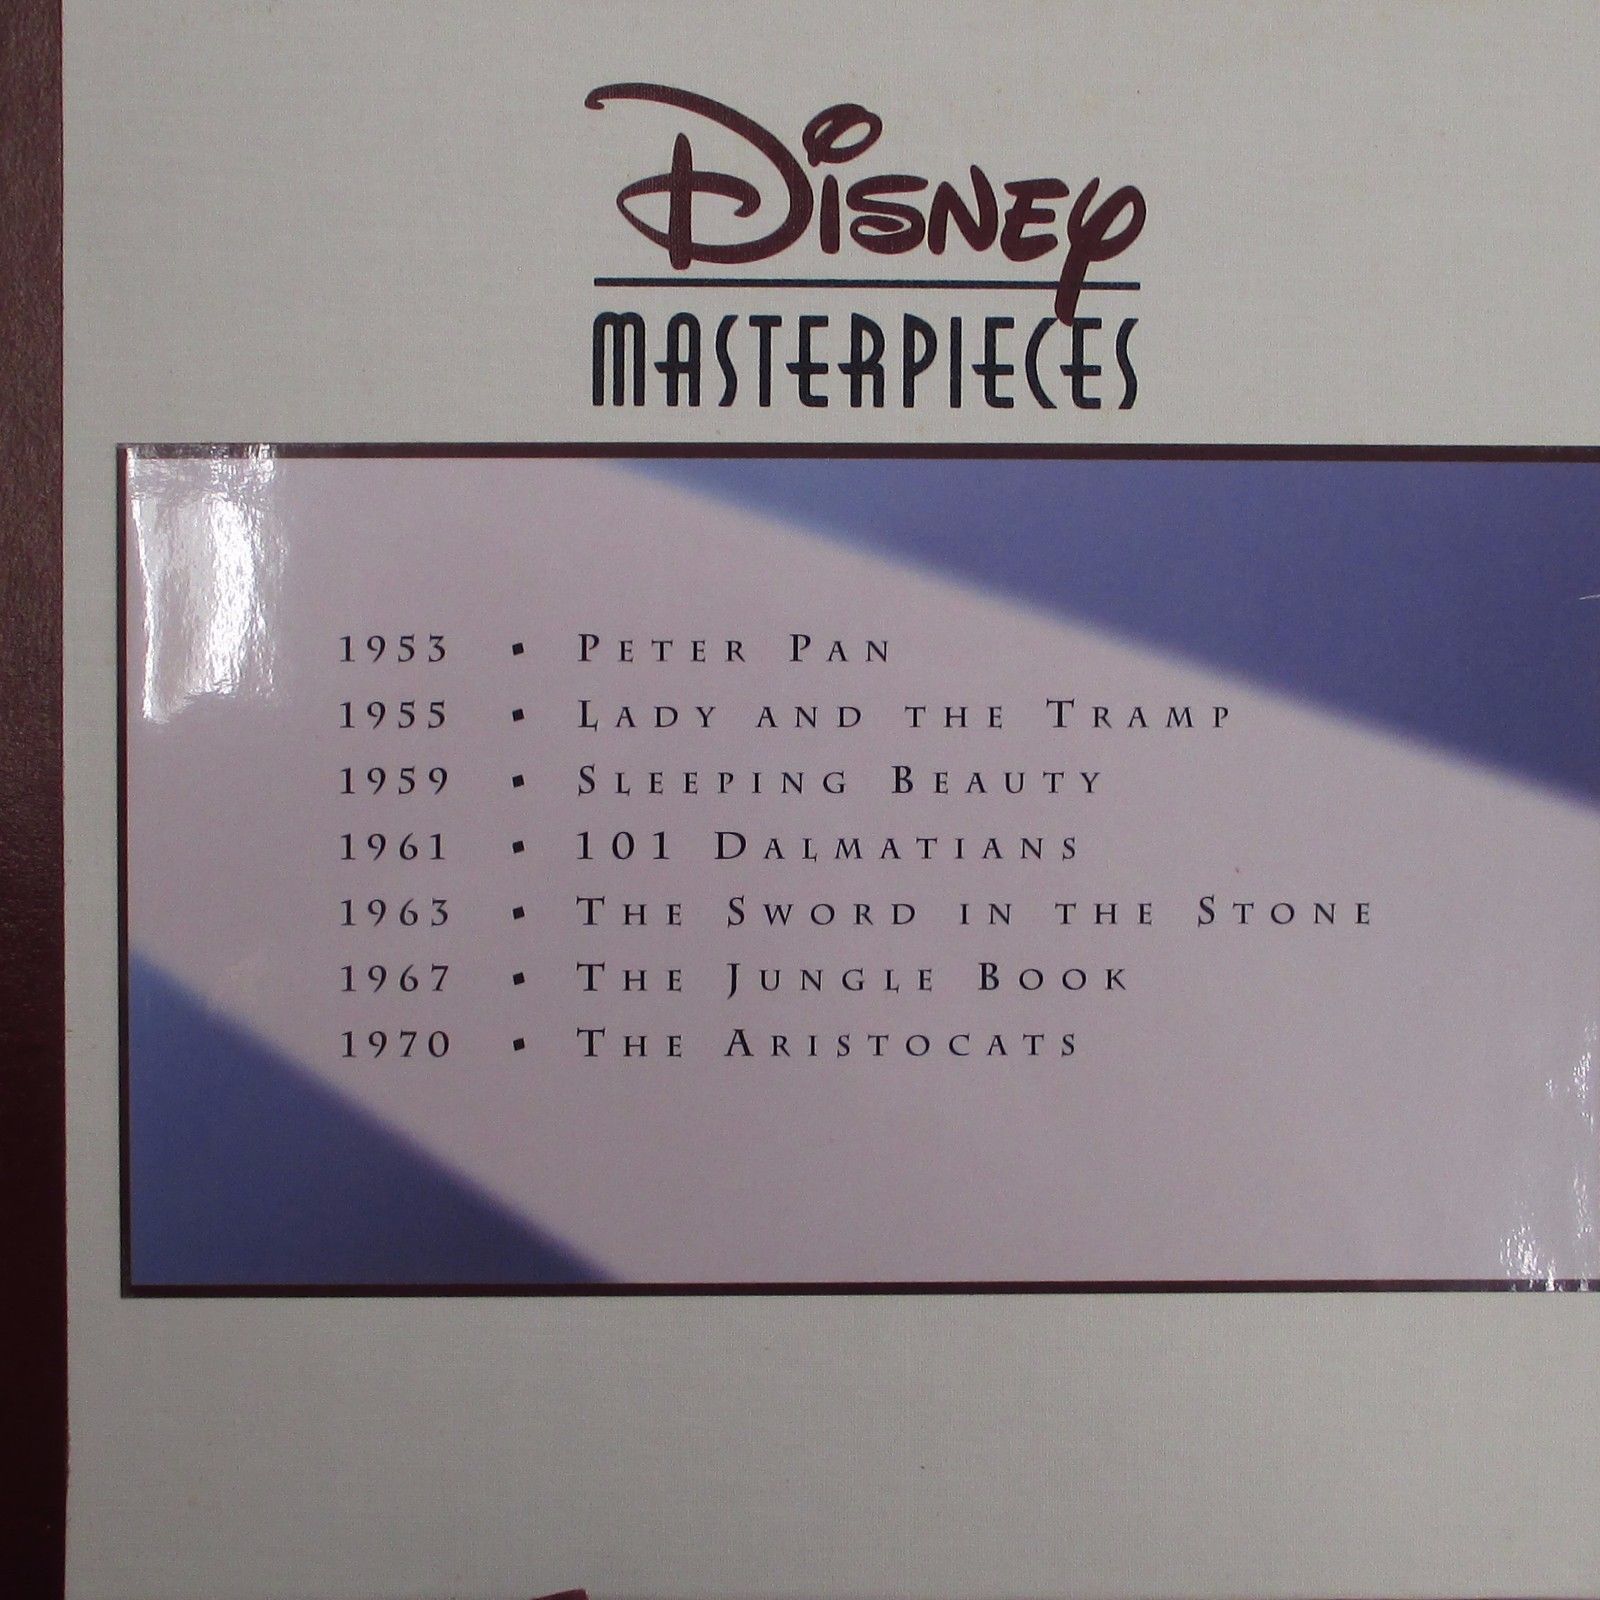 Disney
MASTERPIECES
1953 ▪ PETER PAN
1955 ▪ LADY AND THE TRAMP
1959 ▪ SLEEPING BEAUTY
1961 ▪ 101 DALMATIANS
1963 ▪ THE SWORD IN THE STONE
1967 ▪ THE JUNGLE BOOK
1970 ▪ THE ARISTOCATS